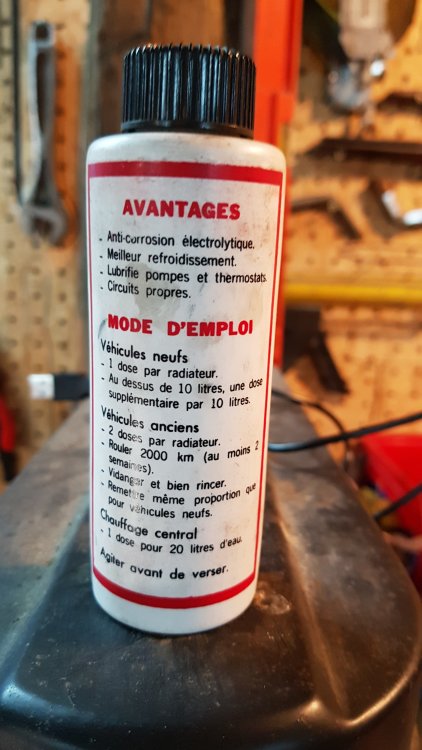 AVANTAGES
- Anti-corrosion électrolytique.
- Meilleur refroidissement.
- Lubrifie pompes et thermostats.
- Circuits propres.
MODE D'EMPLOI
Véhicules neufs
- 1 dose par radiateur.
- Au dessus de 10 litres, une dose
supplémentaire par 10 litres.
Véhicules anciens
- 2 doses par radiateur.
- Rouler 2000 km (au moins 2
semaines).
- Vidanger et bien rincer.
- Remettre même proportion que
pour véhicules neufs.
Chauffage central
- 1 dose pour 20 litres d'eau.
Agiter avant de verser.